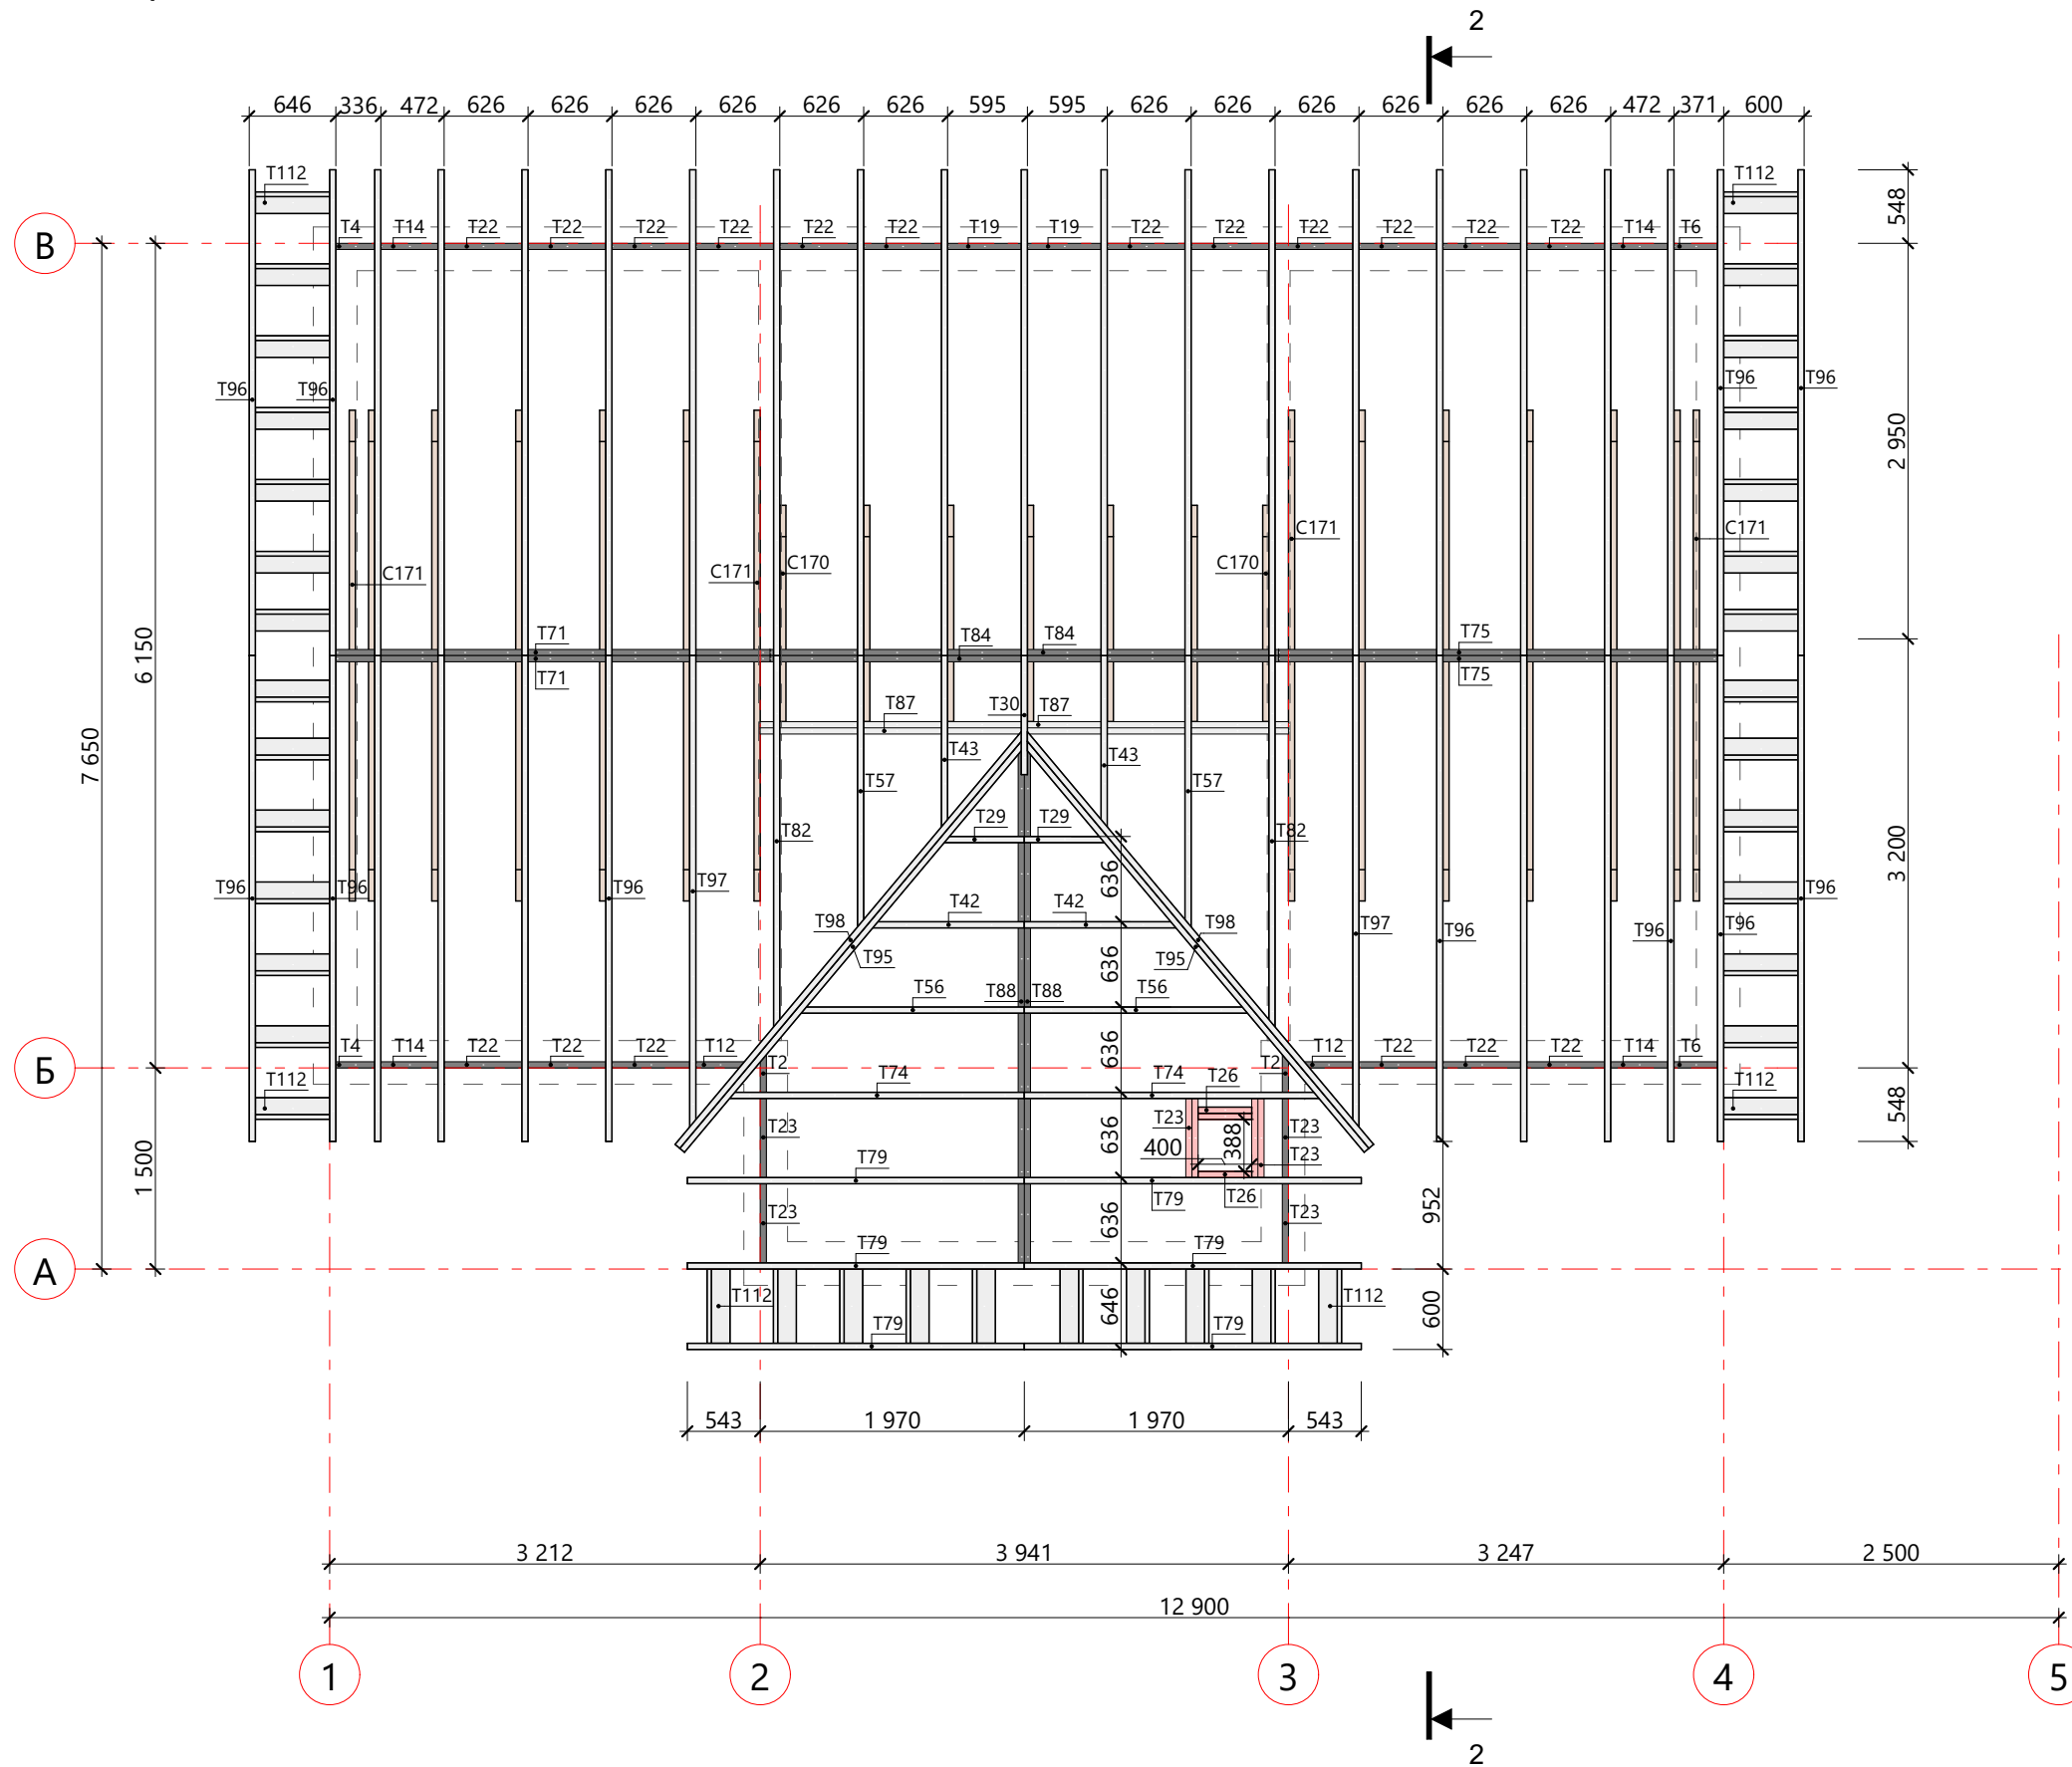 2
646 336 472 626 626 626 626 626 626 595 595 626 626 626 626 626 626 472 371 600
T112 T112
548
T4 T14 T22 T22 T22 T22 T22 T22 T19 T19 T22 T22 T22 T22 T22 T22 T14 T6
В
T96 T96 T96 T96
2 950
C171 C171
C171 C170 C170
T71 T84 T84 T75
T71 T75
6 150
7 650
T87 T30 T87
T43 T43
T57 T57
T82 T29 T29 T82
636
3 200
T96 T96 T96 T97 T96
T42 T42
T98 T98 T97 T96 T96 T96
T95 T95
636
T56 T88 T88 T56
636
T4 T14 T22 T22 T22 T12 T2 T2 T12 T22 T22 T22 T14 T6
Б
T112 T74 T74 T26 T112
548
T23 T23 T23
636
400 388
T23
T79 T79 T26
1 500
952
T23 T23
636
T79 T79
А
T112 T112
646
600
T79 T79
543 1 970 1 970 543
3 212 3 941 3 247 2 500
12 900
1 2 3 4 5
2